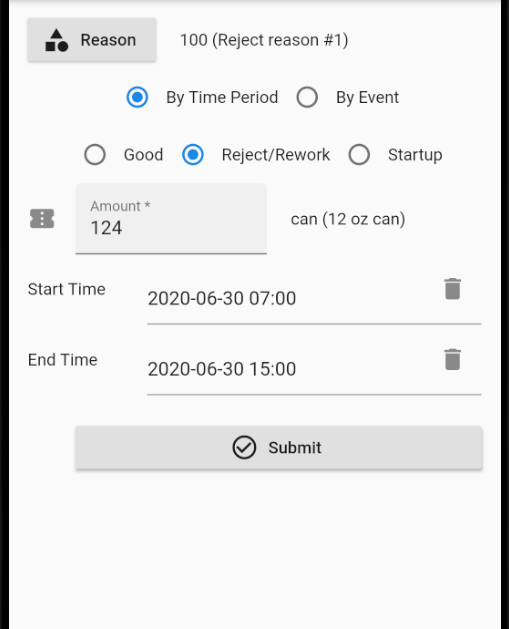 Reason 100 (Reject reason #1)
By Time Period By Event
Good Reject/Rework Startup
Amount *
124 can (12 oz can)
Start Time 2020-06-30 07:00
End Time 2020-06-30 15:00
Submit